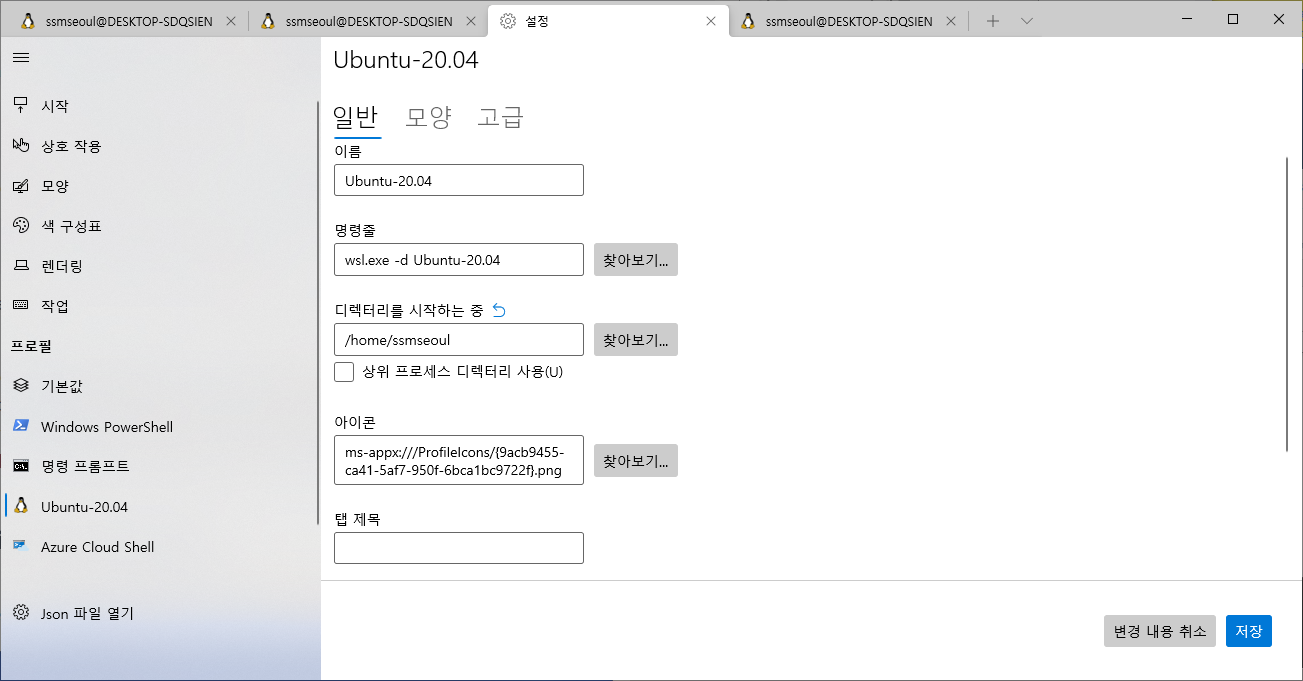 ssmseoul@DESKTOP-SDQSIEN
ssmseoul@DESKTOP-SDQSIEN
설정
ssmseoul@DESKTOP-SDQSIEN
시작
상호 작용
모양
색 구성표
렌더링
작업
프로필
기본값
Windows PowerShell
명령 프롬프트
Ubuntu-20.04
Azure Cloud Shell
Json 파일 열기
Ubuntu-20.04
일반 모양 고급
이름
Ubuntu-20.04
명령줄
wsl.exe -d Ubuntu-20.04
찾아보기...
디렉터리를 시작하는 중
/home/ssmseoul
찾아보기...
상위 프로세스 디렉터리 사용(U)
아이콘
ms-appx:///ProfileIcons/{9acb9455-
ca41-5af7-950f-6bca1bc9722f}.png
찾아보기...
탭 제목
변경 내용 취소
저장